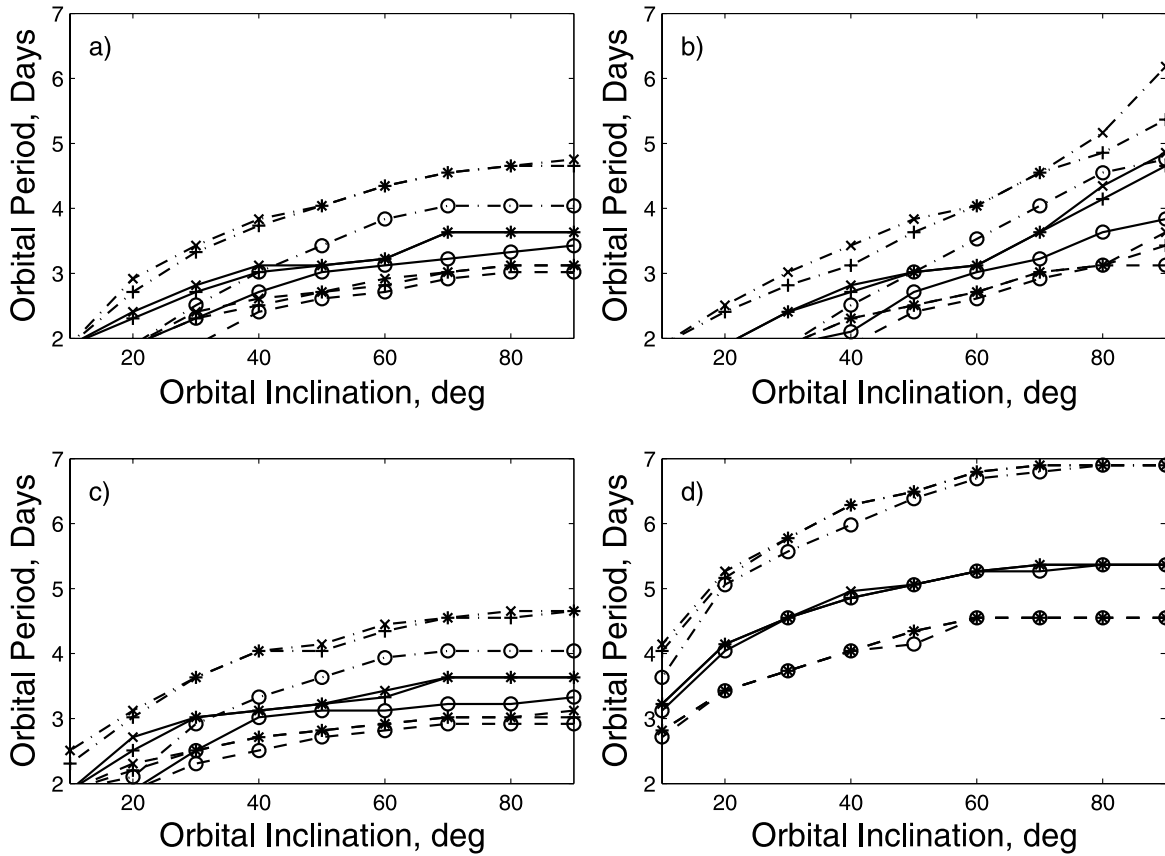 a)
7
6
5
4
3
2
20 40 60 80
Orbital Period, Days
Orbital Inclination, deg
b)
7
6
5
4
3
2
20 40 60 80
Orbital Period, Days
Orbital Inclination, deg
c)
7
6
5
4
3
2
20 40 60 80
Orbital Period, Days
Orbital Inclination, deg
d)
7
6
5
4
3
2
20 40 60 80
Orbital Period, Days
Orbital Inclination, deg